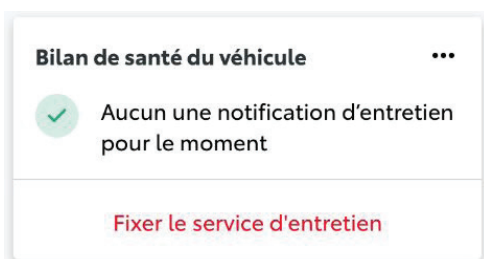 Bilan de santé du véhicule
Aucun une notification d’entretien
pour le moment
Fixer le service d'entretien